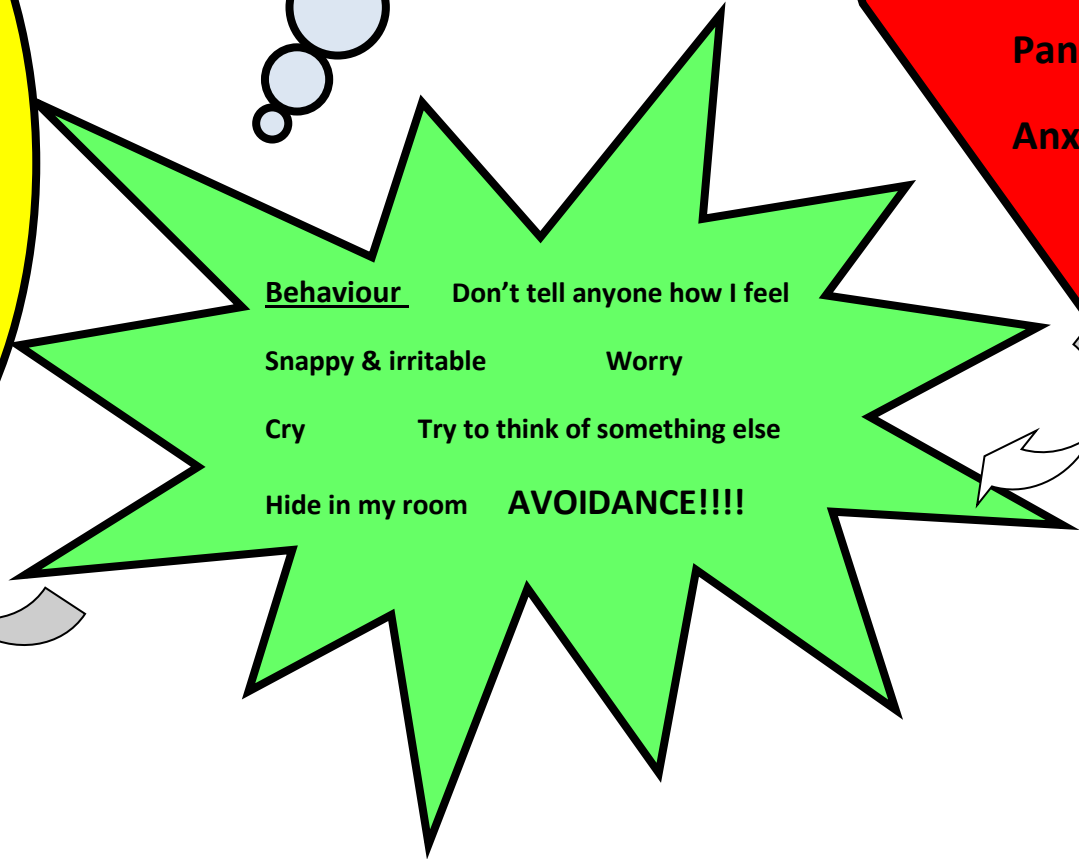 Pan
Anx
Behaviour Don’t tell anyone how I feel
Snappy & irritable Worry
Cry Try to think of something else
Hide in my room AVOIDANCE!!!!